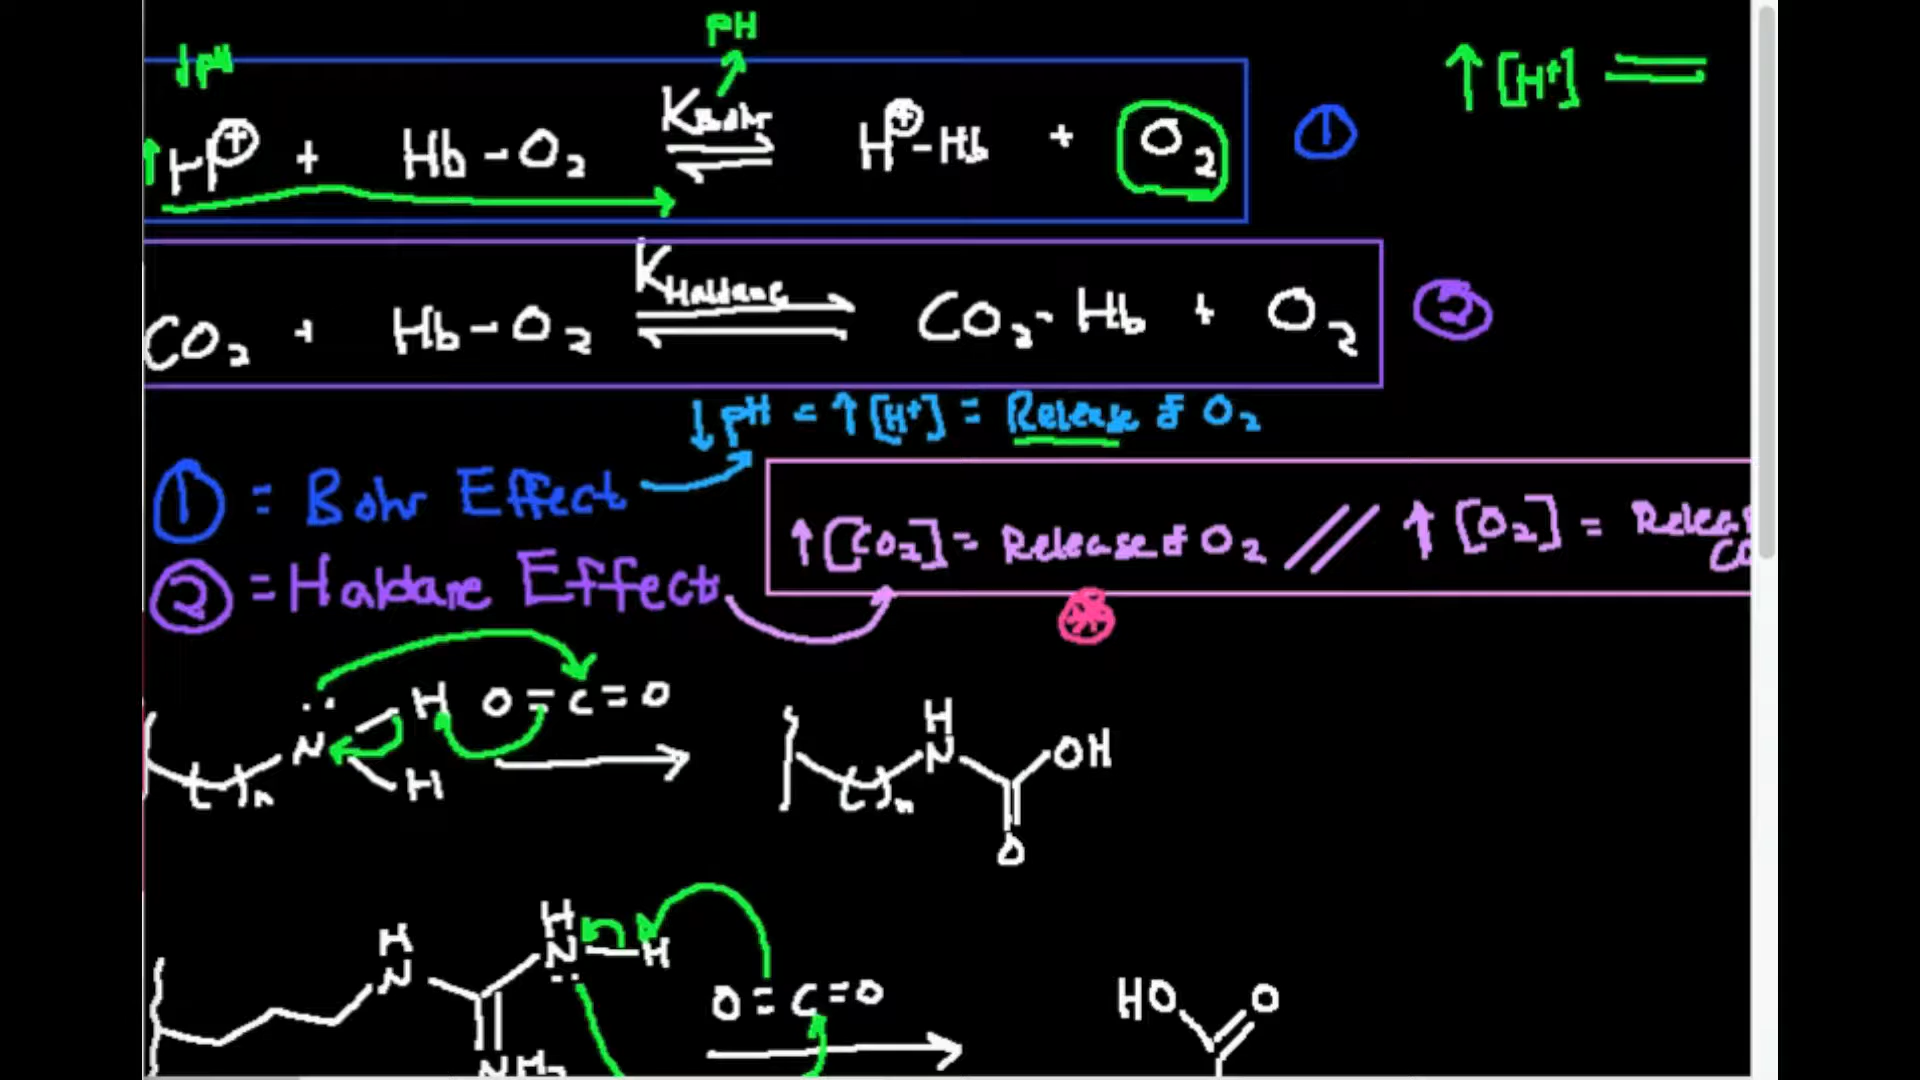 pH
↓pH
↑[H+] =
↑H⊕ + Hb-O2 ⇌ KBohr H⊕-Hb + O2 ①
CO2 + Hb-O2 ⇌ KHaldane CO2-Hb + O2 ②
↓pH = ↑[H+] = Release of O2
① = Bohr Effect
↑[CO2] = Release of O2 // ↑[O2] =
② = Haldane Effect
N H O=C=O
H
( )n
H
N OH
( )n
O
H
N
H
N-H
O=C=O
HO O
NH2